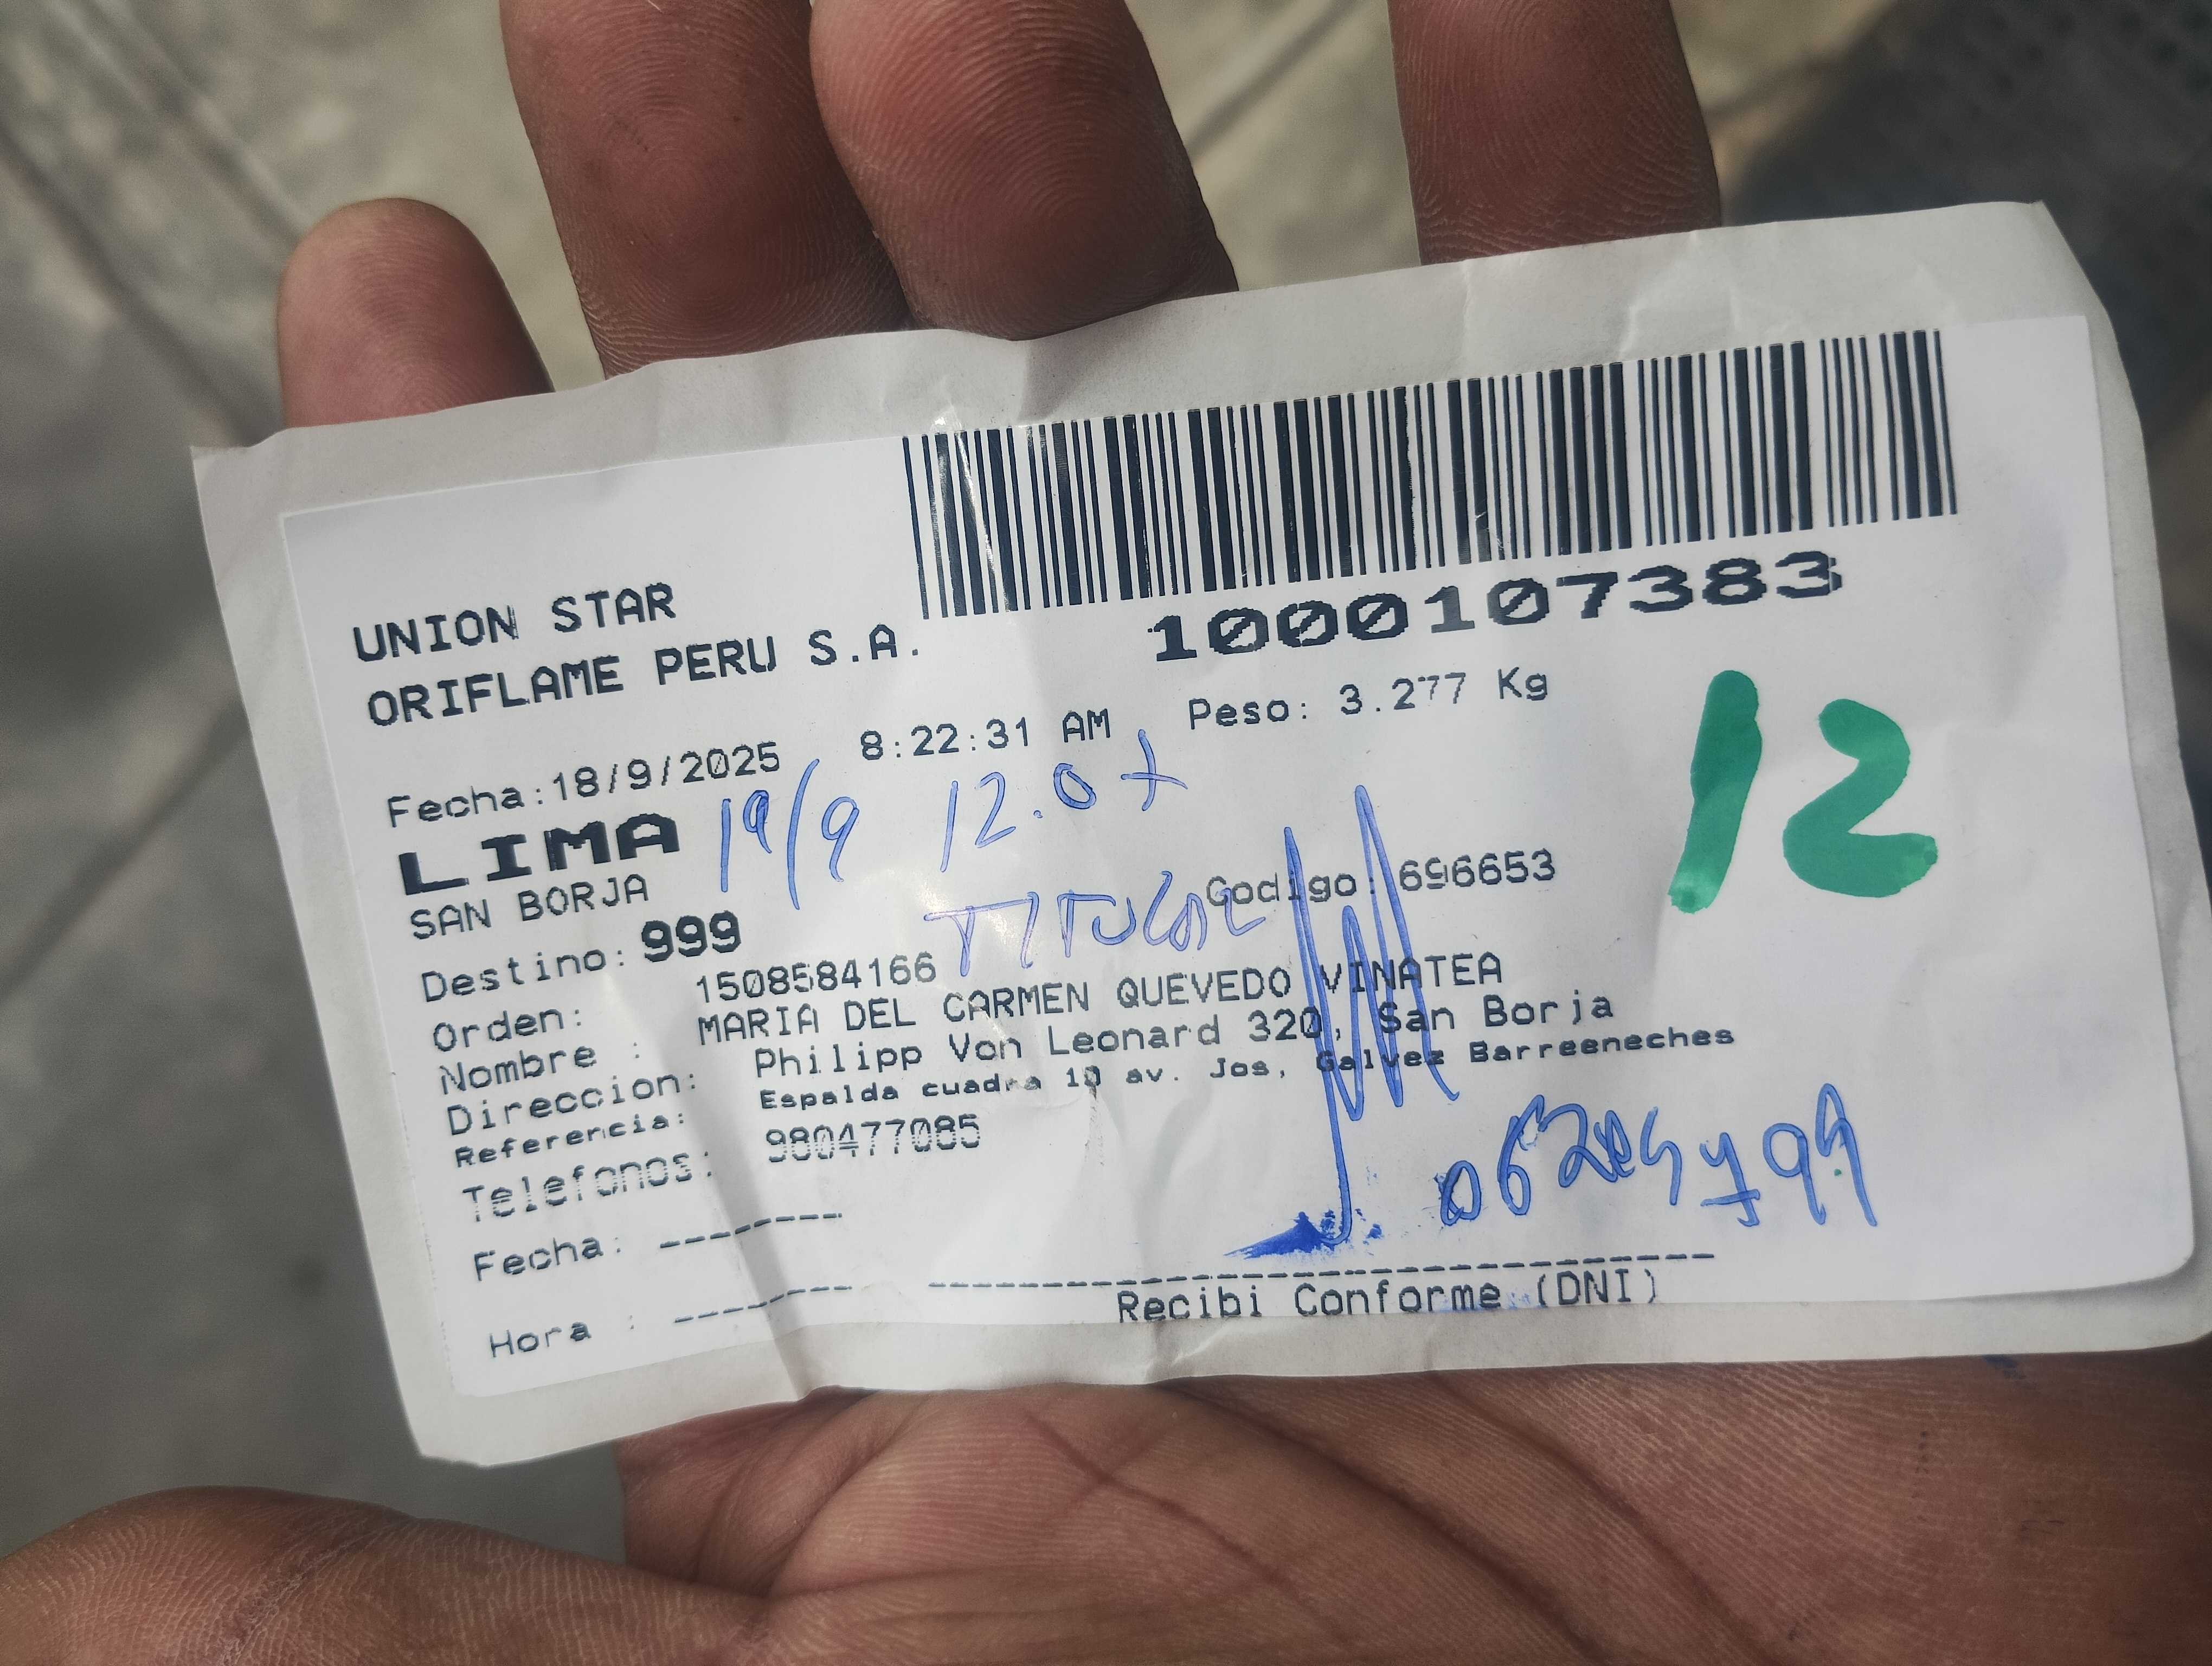 UNION STAR
ORIFLAME PERU S.A.
1000107383
Fecha:18/9/2025 8:22:31 AM Peso: 3.277 Kg
12
LIMA 19/9 12.07
SAN BORJA
TITULAR Codigo: 696653
Destino: 999
Orden: 1508584166
Nombre : MARIA DEL CARMEN QUEVEDO VINATEA
Direccion: Philipp Von Leonard 320, San Borja
Referencia: Espalda cuadra 10 av. Jos, Galvez Barreeneches
Telefonos: 980477085
Fecha: ---------
Hora : ---------
Recibi Conforme (DNI)